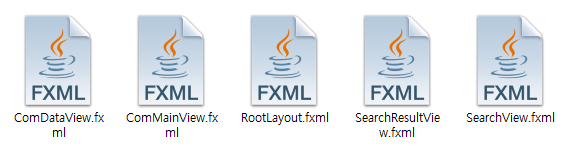 FXML FXML FXML FXML FXML
ComDataView.fx ComMainView.fx RootLayout.fxml SearchResultVie SearchView.fxml
ml ml w.fxml